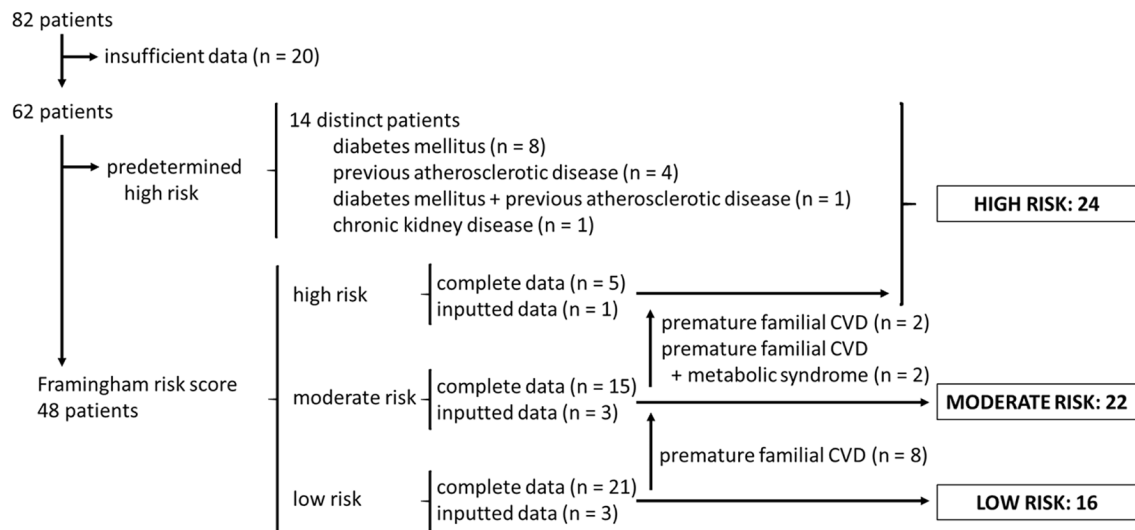 82 patients
insufficient data (n = 20)
62 patients
predetermined
high risk
14 distinct patients
diabetes mellitus (n = 8)
previous atherosclerotic disease (n = 4)
diabetes mellitus + previous atherosclerotic disease (n = 1)
chronic kidney disease (n = 1)
HIGH RISK: 24
Framingham risk score
48 patients
high risk
complete data (n = 5)
inputted data (n = 1)
premature familial CVD (n = 2)
premature familial CVD
+ metabolic syndrome (n = 2)
moderate risk
complete data (n = 15)
inputted data (n = 3)
MODERATE RISK: 22
premature familial CVD (n = 8)
low risk
complete data (n = 21)
inputted data (n = 3)
LOW RISK: 16